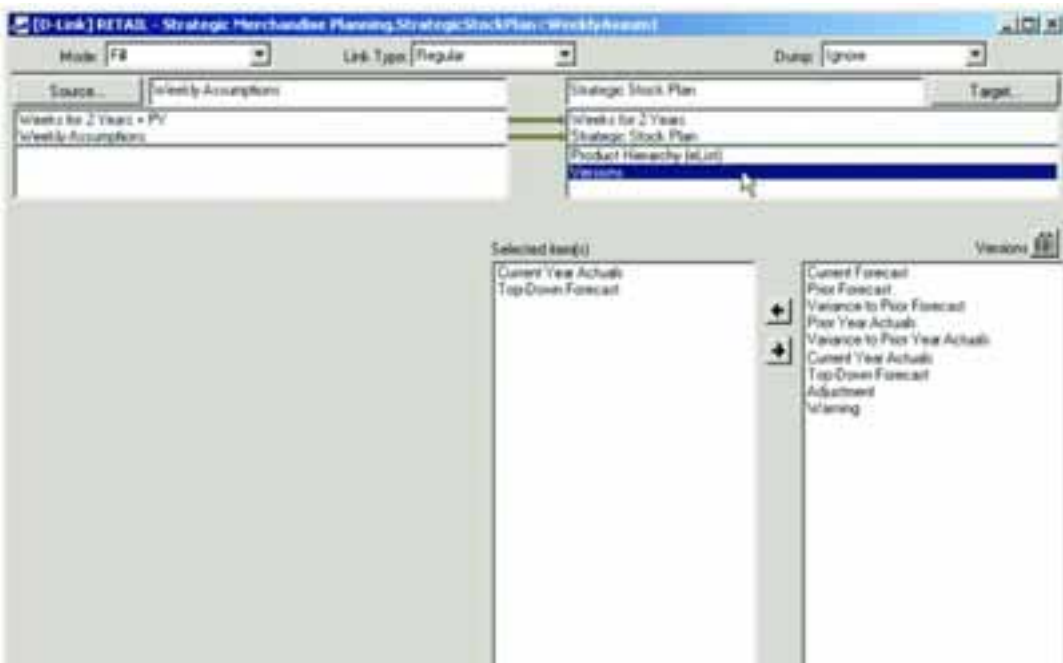 [D-Link] RETAIL - Strategic Merchandise Planning.StrategicStockPlan::WeeklyAssum1
Mode: Fill
Link Type: Regular
Dump: Ignore
Source...
Weekly Assumptions
Strategic Stock Plan
Target...
Weeks for 2 Years + PV
Weekly Assumptions
Weeks for 2 Years
Strategic Stock Plan
Product Hierarchy (eList)
Versions
Selected item(s)
Versions
Current Year Actuals
Top-Down Forecast
Current Forecast
Prior Forecast
Variance to Prior Forecast
Prior Year Actuals
Variance to Prior Year Actuals
Current Year Actuals
Top-Down Forecast
Adjustment
Warning